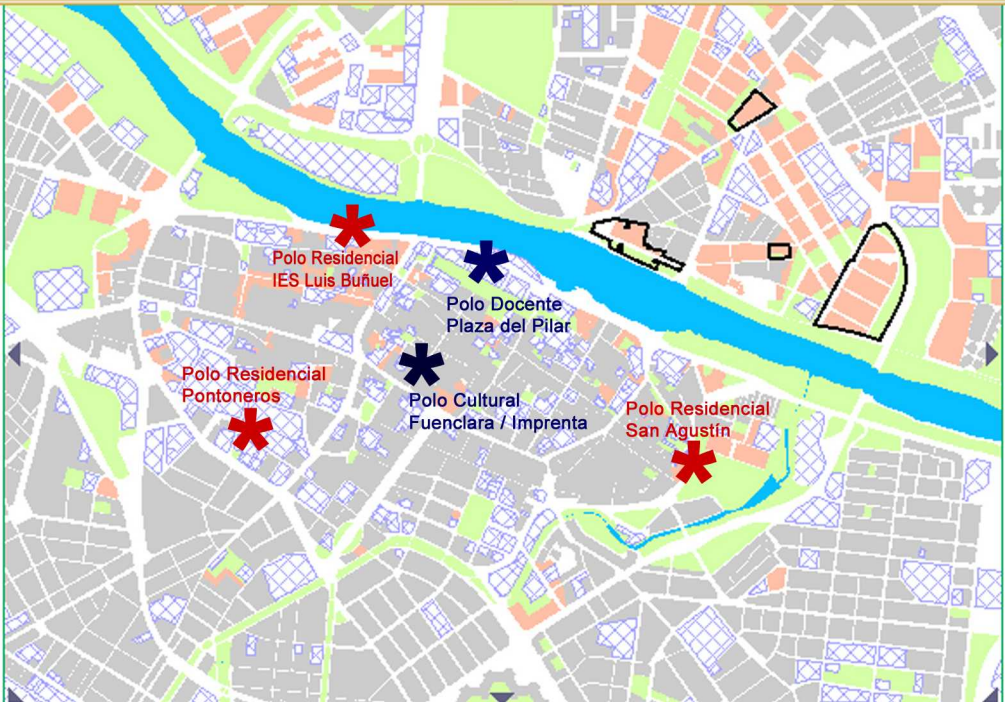 Polo Residencial
IES Luis Buñuel
Polo Docente
Plaza del Pilar
Polo Residencial
Pontoneros
Polo Cultural
Fuenclara / Imprenta
Polo Residencial
San Agustín